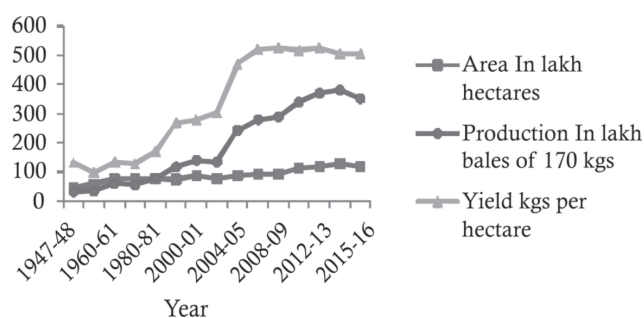 600
500
400
300
200
100
0
1947-48
1960-61
1980-81
2000-01
2004-05
2008-09
2012-13
2015-16
Year
Area In lakh
hectares
Production In lakh
bales of 170 kgs
Yield kgs per
hectare